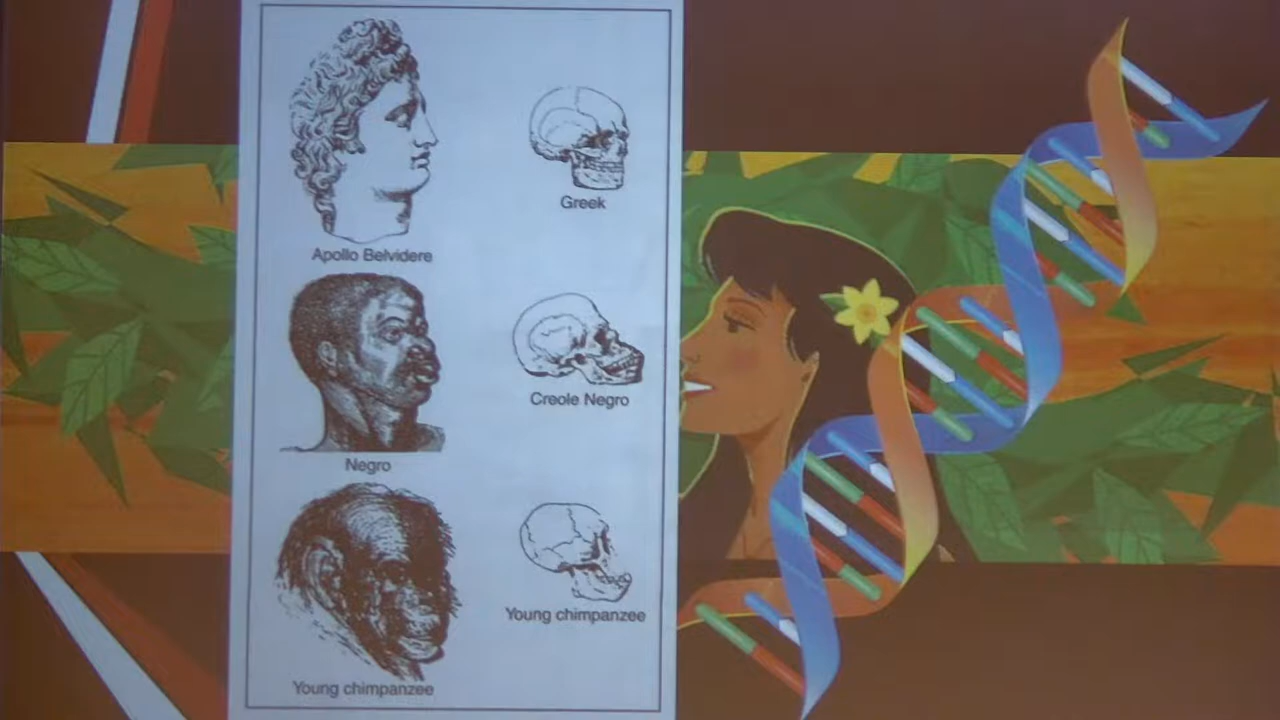 Apollo Belvidere
Greek
Negro
Creole Negro
Young chimpanzee
Young chimpanzee